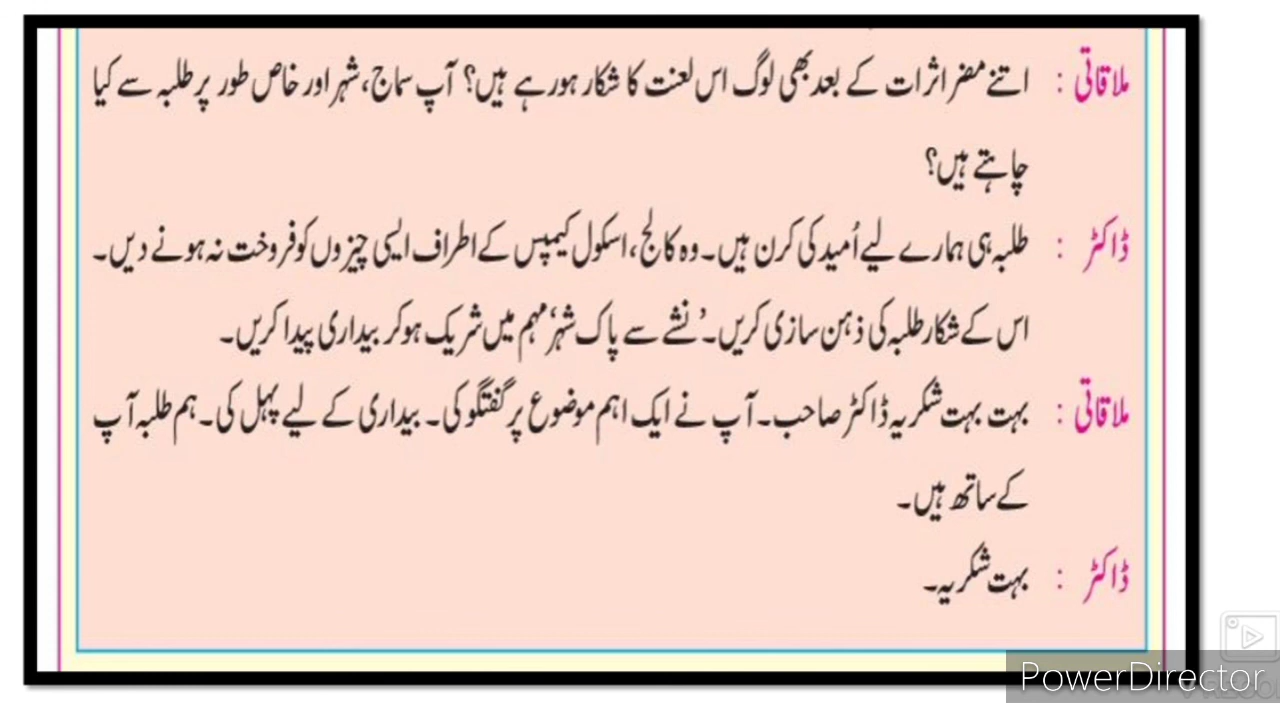 ملاقاتی : اتنے مضر اثرات کے بعد بھی لوگ اس لعنت کا شکار ہورہے ہیں؟ آپ سماج، شہر اور خاص طور پر طلبہ سے کیا
چاہتے ہیں؟
ڈاکٹر : طلبہ ہی ہمارے لیے اُمید کی کرن ہیں۔ وہ کالج، اسکول کیمپس کے اطراف ایسی چیزوں کو فروخت نہ ہونے دیں۔
اس کے شکار طلبہ کی ذہن سازی کریں۔ ’نشے سے پاک شہر‘ مہم میں شریک ہوکر بیداری پیدا کریں۔
ملاقاتی : بہت بہت شکریہ ڈاکٹر صاحب۔ آپ نے ایک اہم موضوع پر گفتگو کی۔ بیداری کے لیے پہل کی۔ ہم طلبہ آپ
کے ساتھ ہیں۔
ڈاکٹر : بہت شکریہ۔
PowerDirector